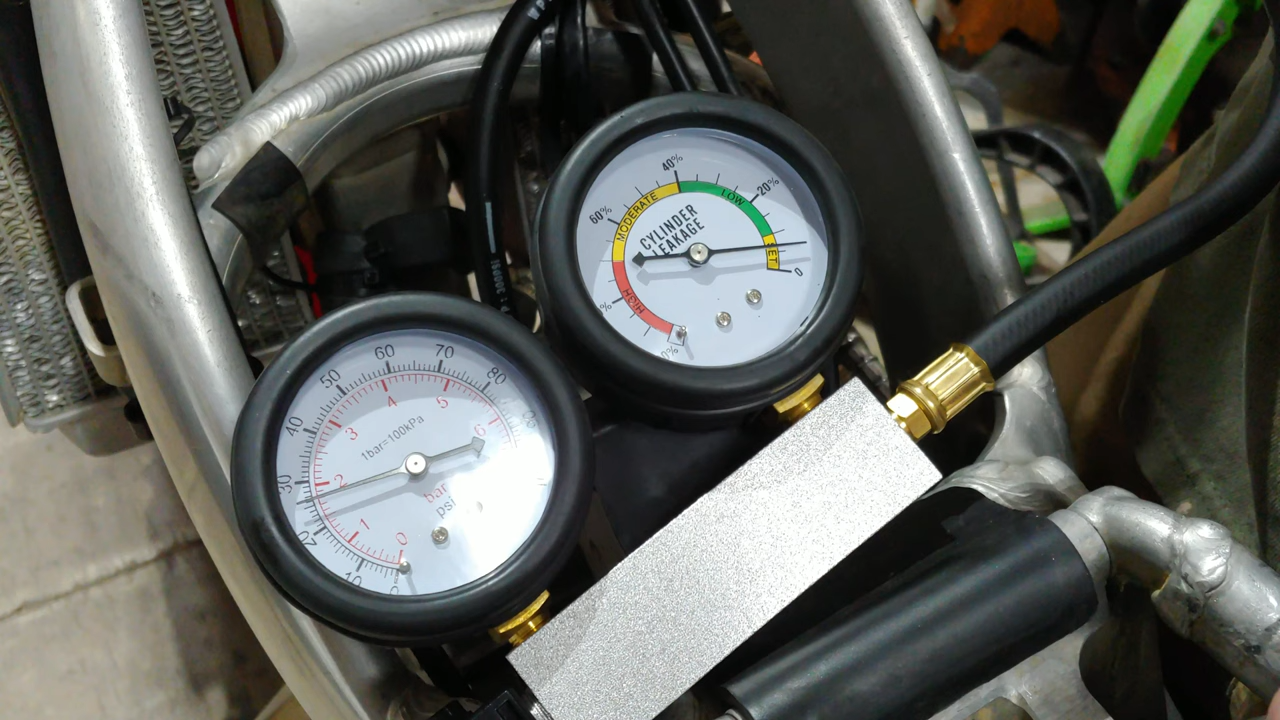 40%
20%
60%
LOW
MODERATE
CYLINDER
LEAKAGE
SET
0
HIGH
60
70
50
80
40
30
20
10
4
5
3
6
2
1
0
1bar=100kPa
bar
psi